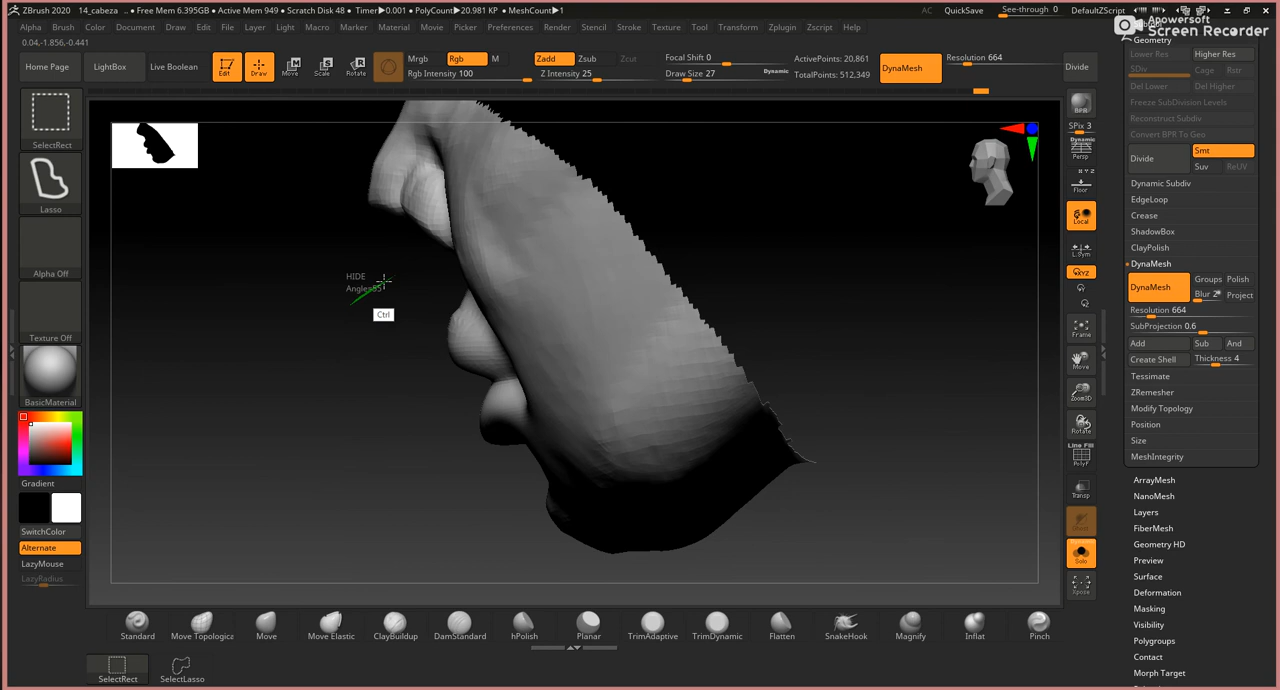 ZBrush 2020   14_cabeza   .. • Free Mem 6.395GB • Active Mem 949 • Scratch Disk 48 • Timer▸0.001 • PolyCount▸20.981 KP • MeshCount▸1
AC QuickSave See-through 0 DefaultZScript
Apowersoft
Screen Recorder
Alpha Brush Color Document Draw Edit File Layer Light Macro Marker Material Movie Picker Preferences Render Stencil Stroke Texture Tool Transform Zplugin Zscript Help
0.04,-1.856,-0.441
Home Page LightBox Live Boolean Edit Draw Move Scale Rotate
Mrgb Rgb M
Rgb Intensity 100
Zadd Zsub Zcut
Z Intensity 25
Focal Shift 0
Draw Size 27 Dynamic
ActivePoints: 20.861
TotalPoints: 512.349
DynaMesh Resolution 664 Divide
SelectRect
Lasso
Alpha Off
Texture Off
BasicMaterial
Gradient
SwitchColor
Alternate
LazyMouse
LazyRadius
HIDE
Ctrl
BPR
SPix 3
Dynamic
Persp
Floor
Local
L.Sym
XYZ
Frame
Move
Zoom3D
Rotate
Line Fill
PolyF
Transp
Ghost
Solo
Xpose
Geometry
Lower Res Higher Res
SDiv Cage Rstr
Del Lower Del Higher
Freeze SubDivision Levels
Reconstruct Subdiv
Convert BPR To Geo
Divide Smt
Suv ReUV
Dynamic Subdiv
EdgeLoop
Crease
ShadowBox
ClayPolish
DynaMesh
DynaMesh Groups Polish
Blur 2 Project
Resolution 664
SubProjection 0.6
Add Sub And
Create Shell Thickness 4
Tessimate
ZRemesher
Modify Topology
Position
Size
MeshIntegrity
ArrayMesh
NanoMesh
Layers
FiberMesh
Geometry HD
Preview
Surface
Deformation
Masking
Visibility
Polygroups
Contact
Morph Target
Standard Move Topologica Move Move Elastic ClayBuildup DamStandard hPolish Planar TrimAdaptive TrimDynamic Flatten SnakeHook Magnify Inflat Pinch
SelectRect SelectLasso